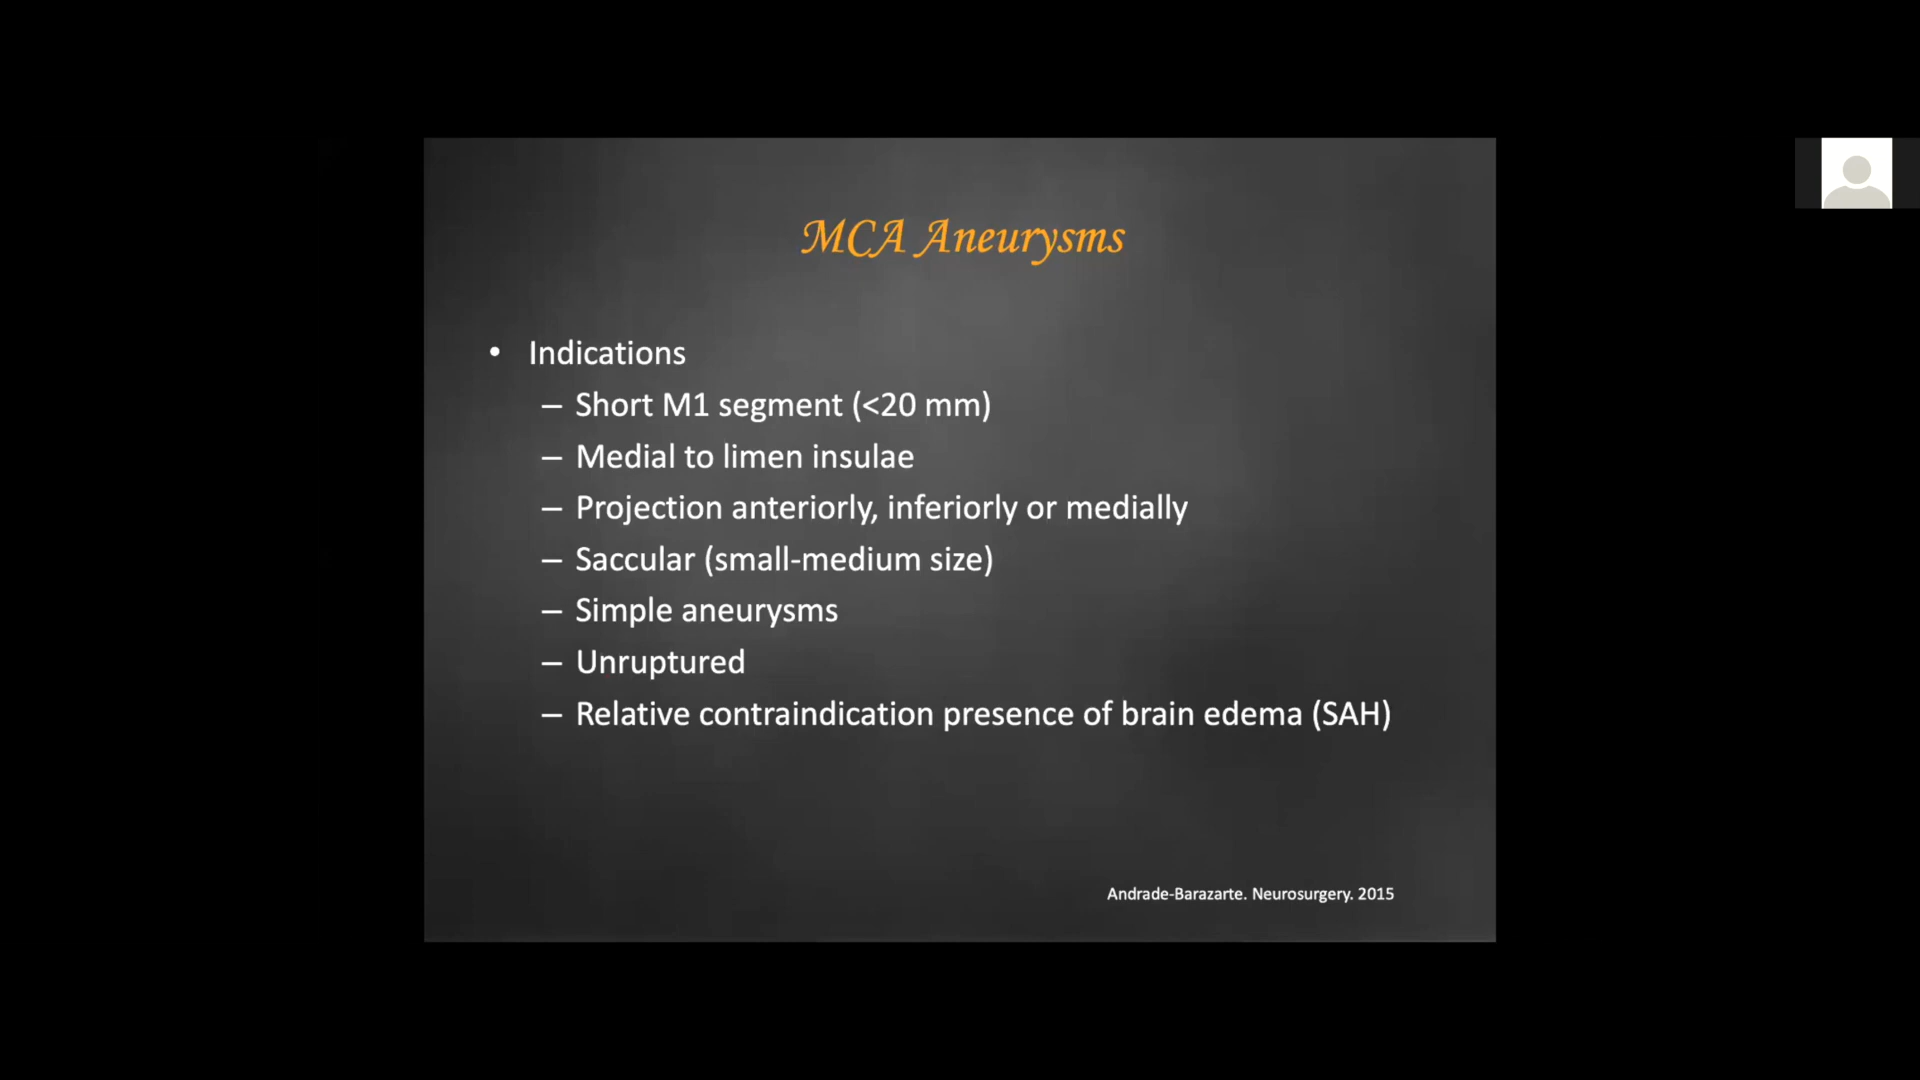 MCA Aneurysms
• Indications
– Short M1 segment (<20 mm)
– Medial to limen insulae
– Projection anteriorly, inferiorly or medially
– Saccular (small-medium size)
– Simple aneurysms
– Unruptured
– Relative contraindication presence of brain edema (SAH)
Andrade-Barazarte. Neurosurgery. 2015